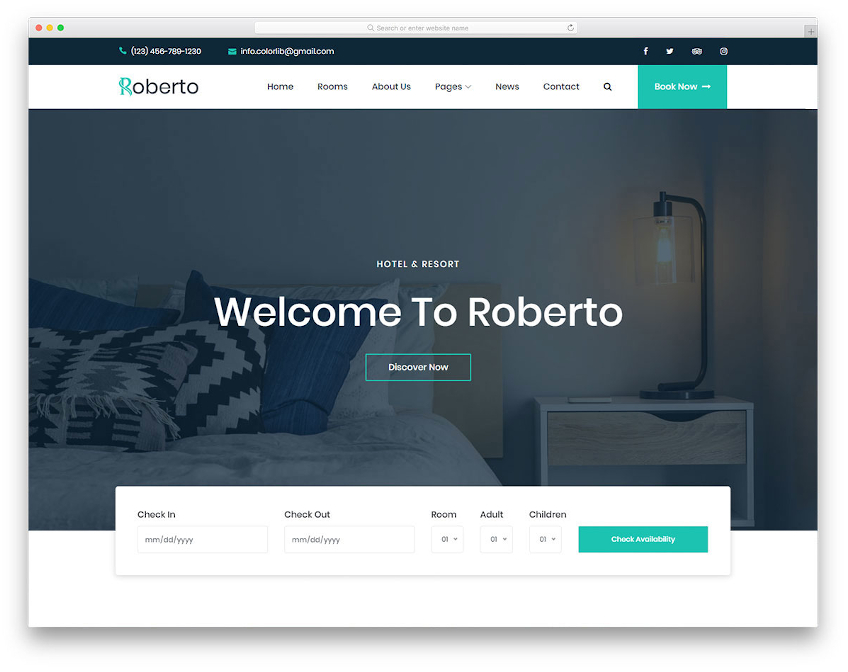 Search or enter website name
(123) 456-789-1230 info.colorlib@gmail.com
Roberto Home Rooms About Us Pages News Contact Book Now
HOTEL & RESORT
Welcome To Roberto
Discover Now
Check In Check Out Room Adult Children
mm/dd/yyyy mm/dd/yyyy 01 01 01 Check Availability